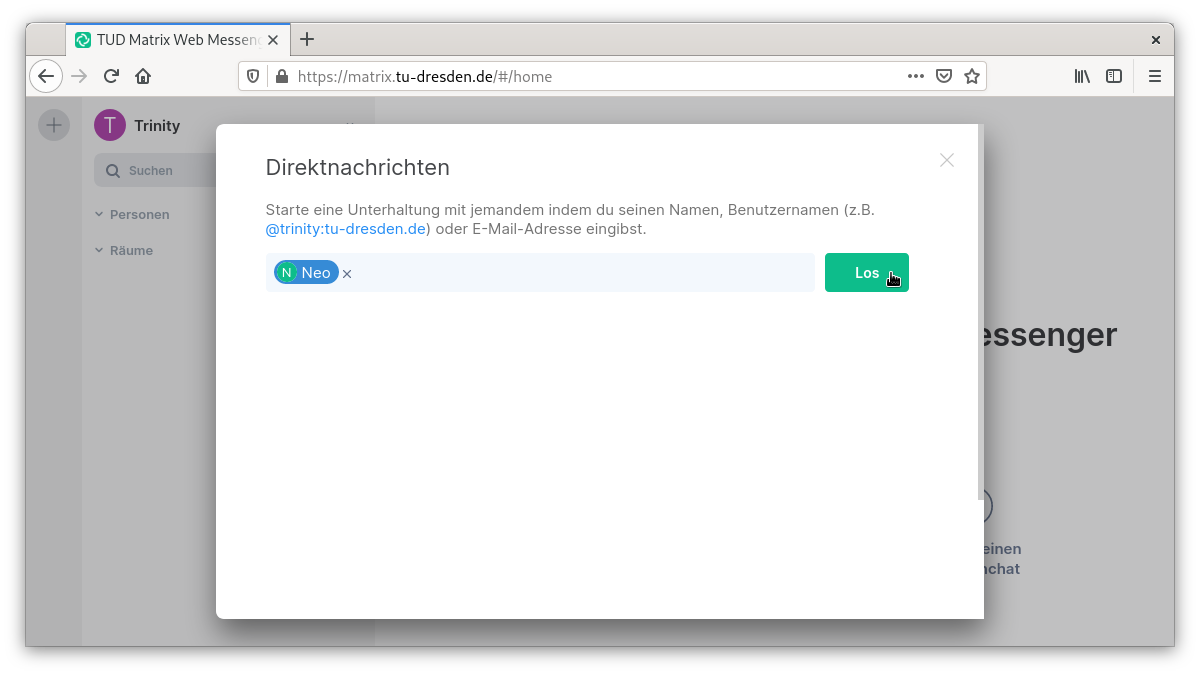 TUD Matrix Web Messeng
https://matrix.tu-dresden.de/#/home
T Trinity
Suchen
Personen
Räume
Direktnachrichten
Starte eine Unterhaltung mit jemandem indem du seinen Namen, Benutzernamen (z.B.
@trinity:tu-dresden.de) oder E-Mail-Adresse eingibst.
N Neo
Los
essenger
einen
nchat